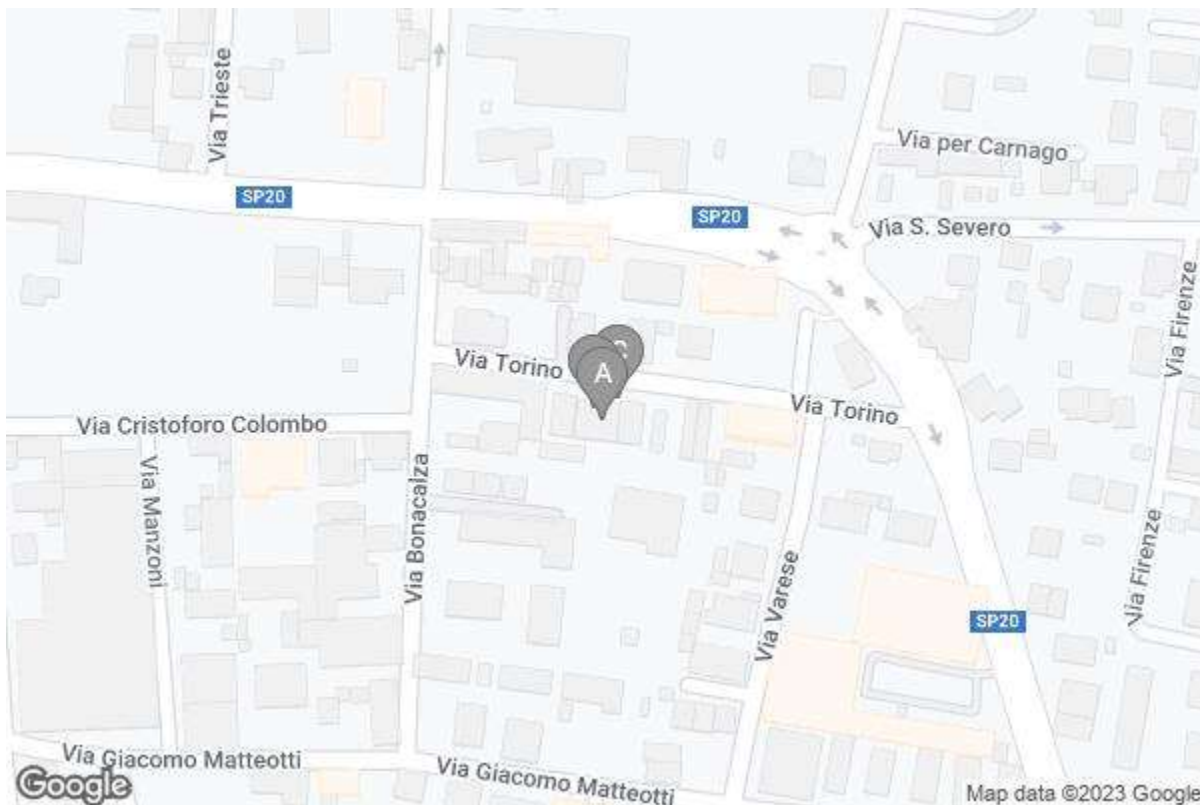 Via Trieste
Via per Carnago
SP20
SP20
Via S. Severo
Via Firenze
Via Torino
C
A
Via Torino
Via Cristoforo Colombo
Via Manzoni
Via Bonacalza
Via Varese
Via Firenze
SP20
Via Giacomo Matteotti
Via Giacomo Matteotti
Google
Map data ©2023 Google